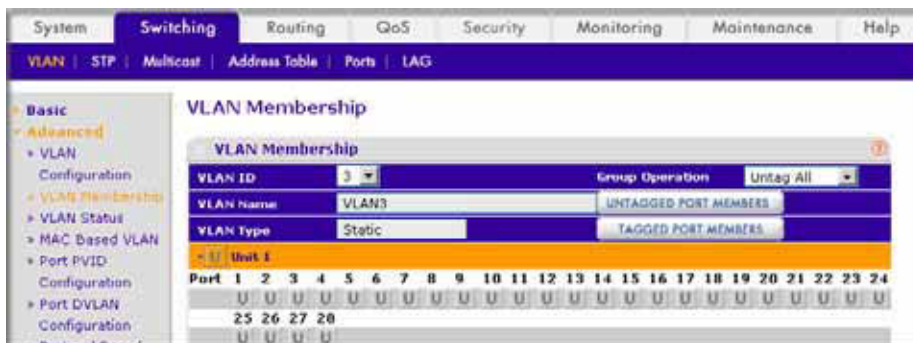 System Switching Routing QoS Security Monitoring Maintenance Help
VLAN | STP | Multicast | Address Table | Ports | LAG
Basic
Advanced
VLAN
Configuration
VLAN Membership
VLAN Status
MAC Based VLAN
Port PVID
Configuration
Port DVLAN
Configuration
VLAN Membership
VLAN Membership
VLAN ID 3 Group Operation Untag All
VLAN Name VLAN3 UNTAGGED PORT MEMBERS
VLAN Type Static TAGGED PORT MEMBERS
U Unit 1
Port 1 2 3 4 5 6 7 8 9 10 11 12 13 14 15 16 17 18 19 20 21 22 23 24
U U U U U U U U U U U U U U U U U U U U U U U U
25 26 27 28
U U U U